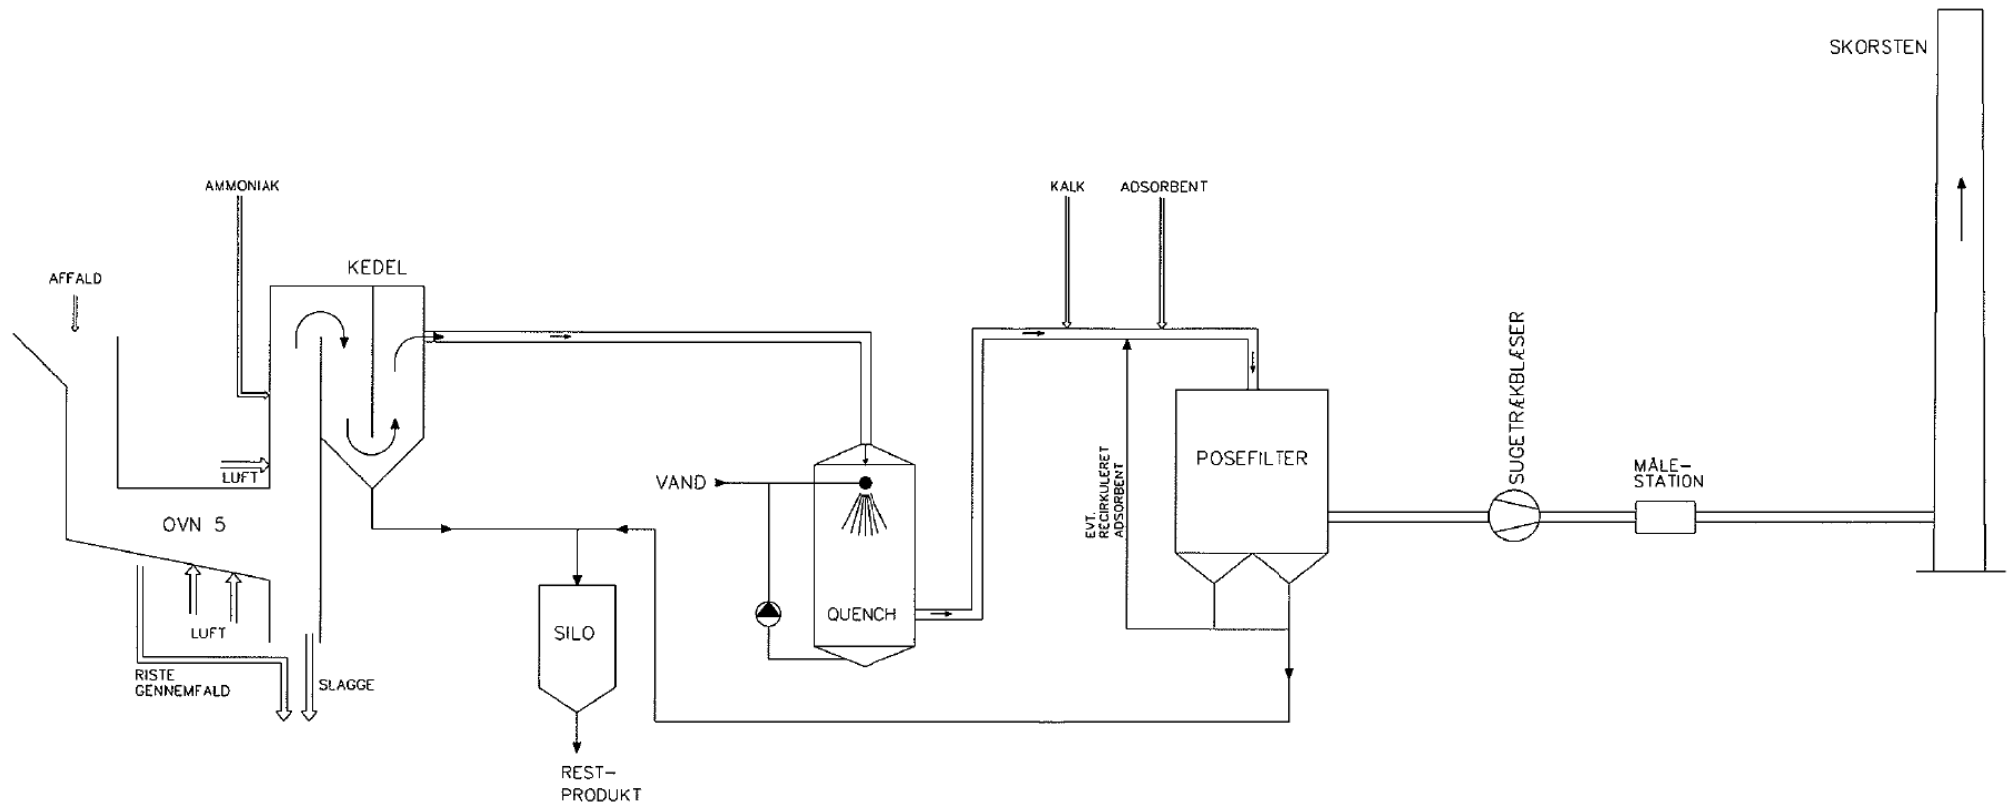 SKORSTEN
AMMONIAK
KALK
ADSORBENT
KEDEL
AFFALD
SUGETRÆKBLÆSER
EVT.
RECIRKULERET
ADSORBENT
POSEFILTER
MÅLE-
STATION
LUFT
VAND
OVN 5
QUENCH
LUFT
SILO
RISTE
GENNEMFALD
SLAGGE
REST-
PRODUKT